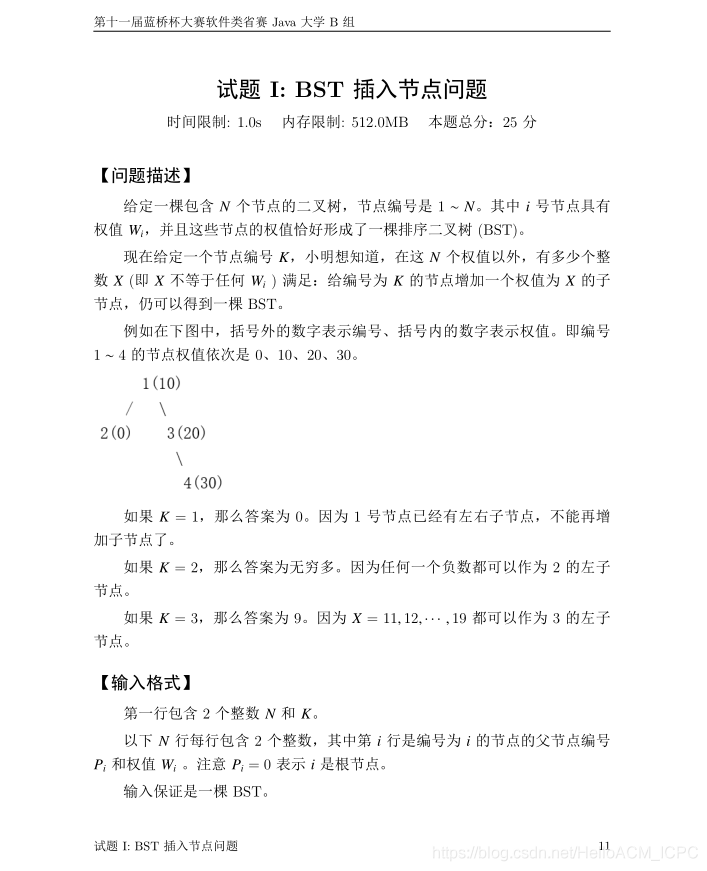 第十一届蓝桥杯大赛软件类省赛 Java 大学 B 组
试题 I: BST 插入节点问题
时间限制: 1.0s 内存限制: 512.0MB 本题总分：25 分
【问题描述】
给定一棵包含 N 个节点的二叉树，节点编号是 1 ~ N。其中 i 号节点具有
权值 Wi，并且这些节点的权值恰好形成了一棵排序二叉树 (BST)。
现在给定一个节点编号 K，小明想知道，在这 N 个权值以外，有多少个整
数 X (即 X 不等于任何 Wi ) 满足：给编号为 K 的节点增加一个权值为 X 的子
节点，仍可以得到一棵 BST。
例如在下图中，括号外的数字表示编号、括号内的数字表示权值。即编号
1 ~ 4 的节点权值依次是 0、10、20、30。
1(10)
/ \
2(0) 3(20)
\
4(30)
如果 K = 1，那么答案为 0。因为 1 号节点已经有左右子节点，不能再增
加子节点了。
如果 K = 2，那么答案为无穷多。因为任何一个负数都可以作为 2 的左子
节点。
如果 K = 3，那么答案为 9。因为 X = 11, 12, · · · , 19 都可以作为 3 的左子
节点。
【输入格式】
第一行包含 2 个整数 N 和 K。
以下 N 行每行包含 2 个整数，其中第 i 行是编号为 i 的节点的父节点编号
Pi 和权值 Wi 。注意 Pi = 0 表示 i 是根节点。
输入保证是一棵 BST。
试题 I: BST 插入节点问题 11
https://blog.csdn.net/HelloACM_ICPC